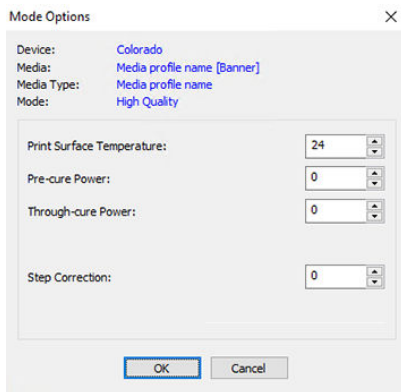 Mode Options
Device: Colorado
Media: Media profile name [Banner]
Media Type: Media profile name
Mode: High Quality
Print Surface Temperature: 24
Pre-cure Power: 0
Through-cure Power: 0
Step Correction: 0
OK Cancel